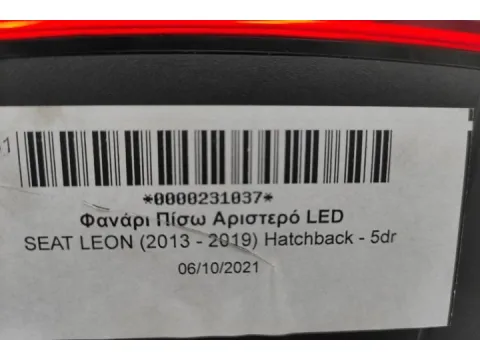 *0000231037*
Φανάρι Πίσω Αριστερό LED
SEAT LEON (2013 - 2019) Hatchback - 5dr
06/10/2021